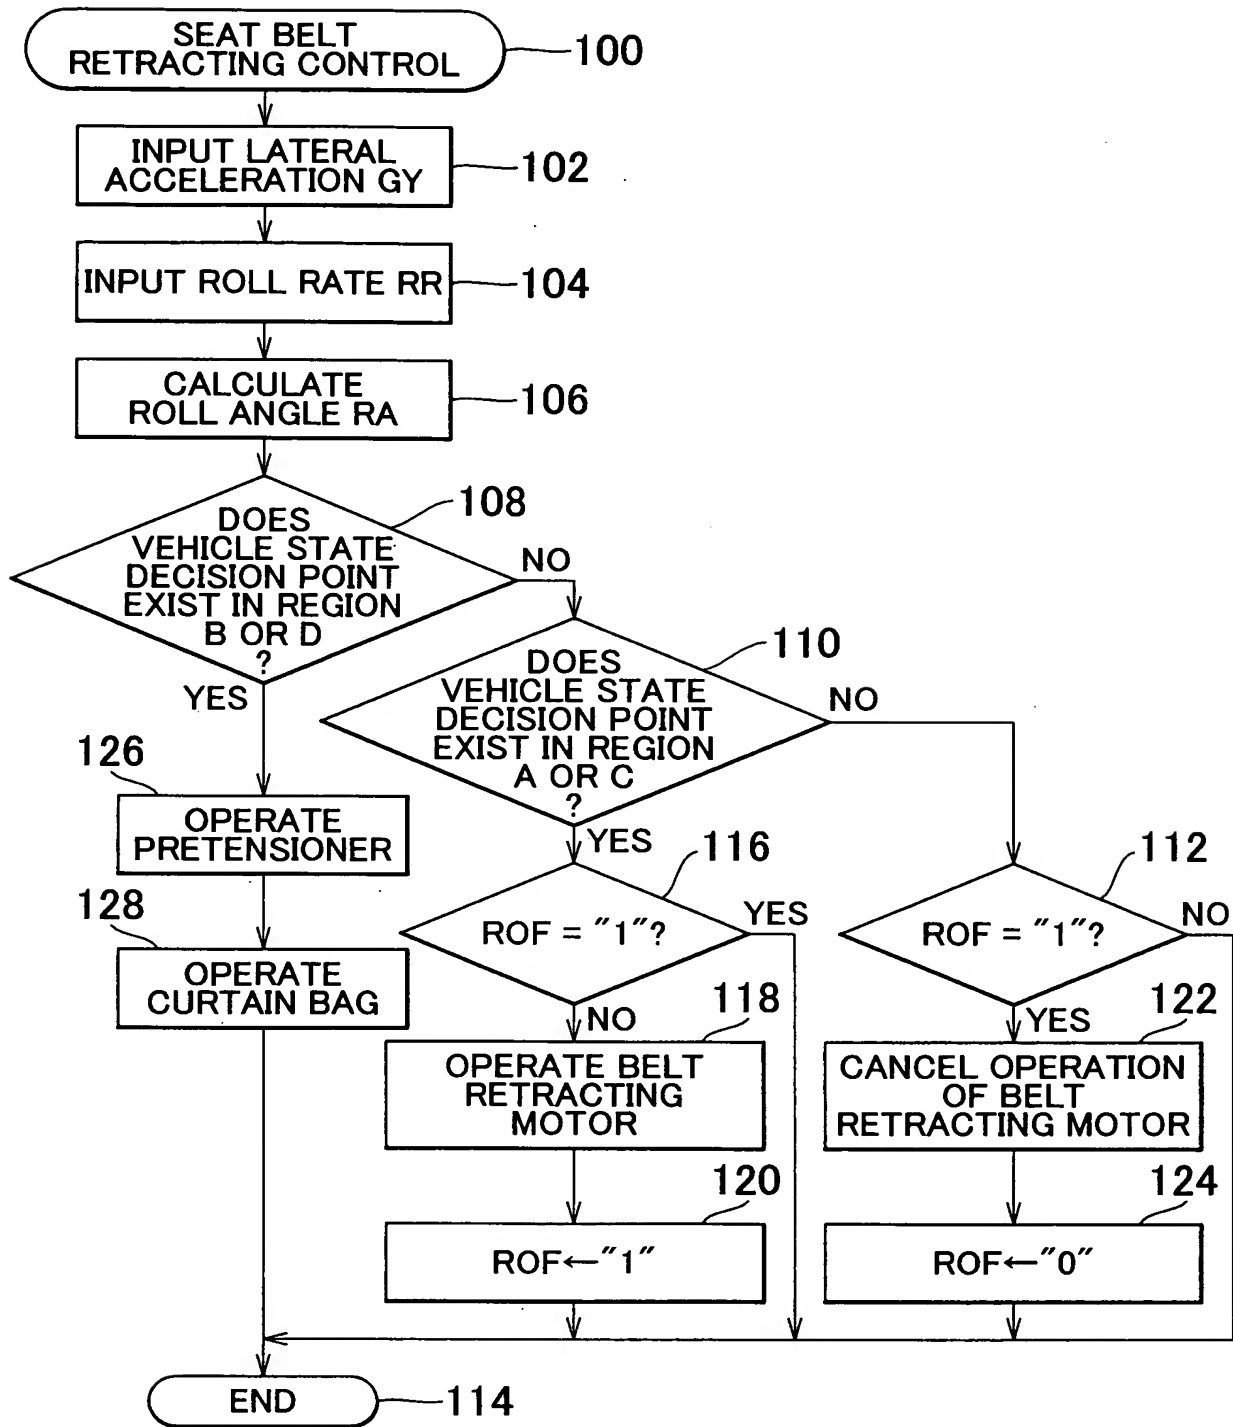 SEAT BELT
RETRACTING CONTROL
100
INPUT LATERAL
ACCELERATION GY
102
INPUT ROLL RATE RR
104
CALCULATE
ROLL ANGLE RA
106
108
DOES
VEHICLE STATE
DECISION POINT
EXIST IN REGION
B OR D
?
NO
YES
110
DOES
VEHICLE STATE
DECISION POINT
EXIST IN REGION
A OR C
?
NO
YES
126
OPERATE
PRETENSIONER
128
OPERATE
CURTAIN BAG
116
ROF = "1"?
YES
NO
112
ROF = "1"?
NO
YES
118
OPERATE BELT
RETRACTING
MOTOR
122
CANCEL OPERATION
OF BELT
RETRACTING MOTOR
120
ROF←"1"
124
ROF←"0"
END
114